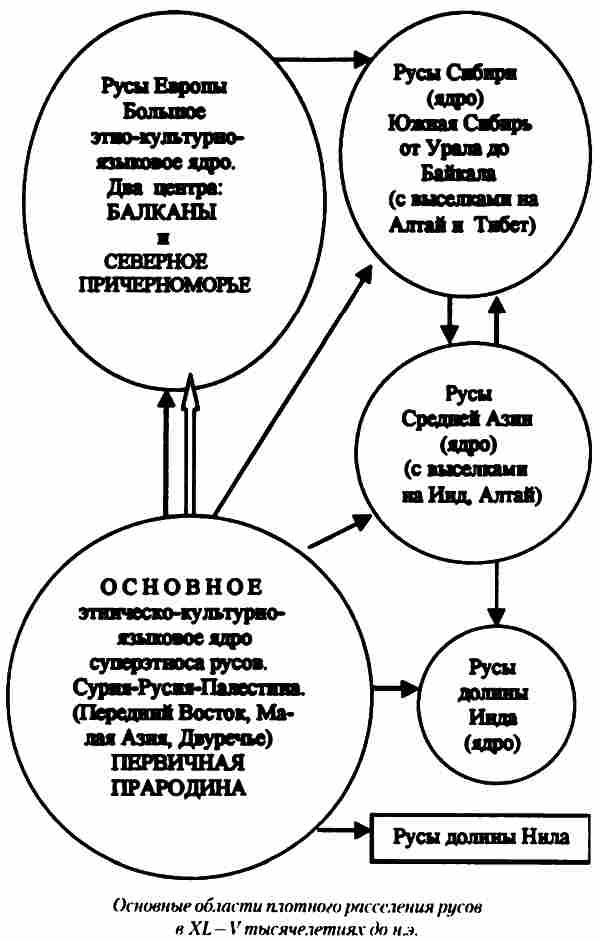 Русы Европы
Большое
этно-культурно-
языковое ядро.
Два центра:
БАЛКАНЫ
и
СЕВЕРНОЕ
ПРИЧЕРНОМОРЬЕ
Русы Сибири
(ядро)
Южная Сибирь
от Урала до
Байкала
(с выселками на
Алтай и Тибет)
Русы
Средней Азии
(ядро)
(с выселками
на Инд, Алтай)
ОСНОВНОЕ
этническо-культурно-
языковое ядро
суперэтноса русов.
Сурия-Русия-Палестина.
(Передний Восток, Ма-
лая Азия, Двуречье)
ПЕРВИЧНАЯ
ПРАРОДИНА
Русы
долины
Инда
(ядро)
Русы долины Нила
Основные области плотного расселения русов
в XL–V тысячелетиях до н.э.